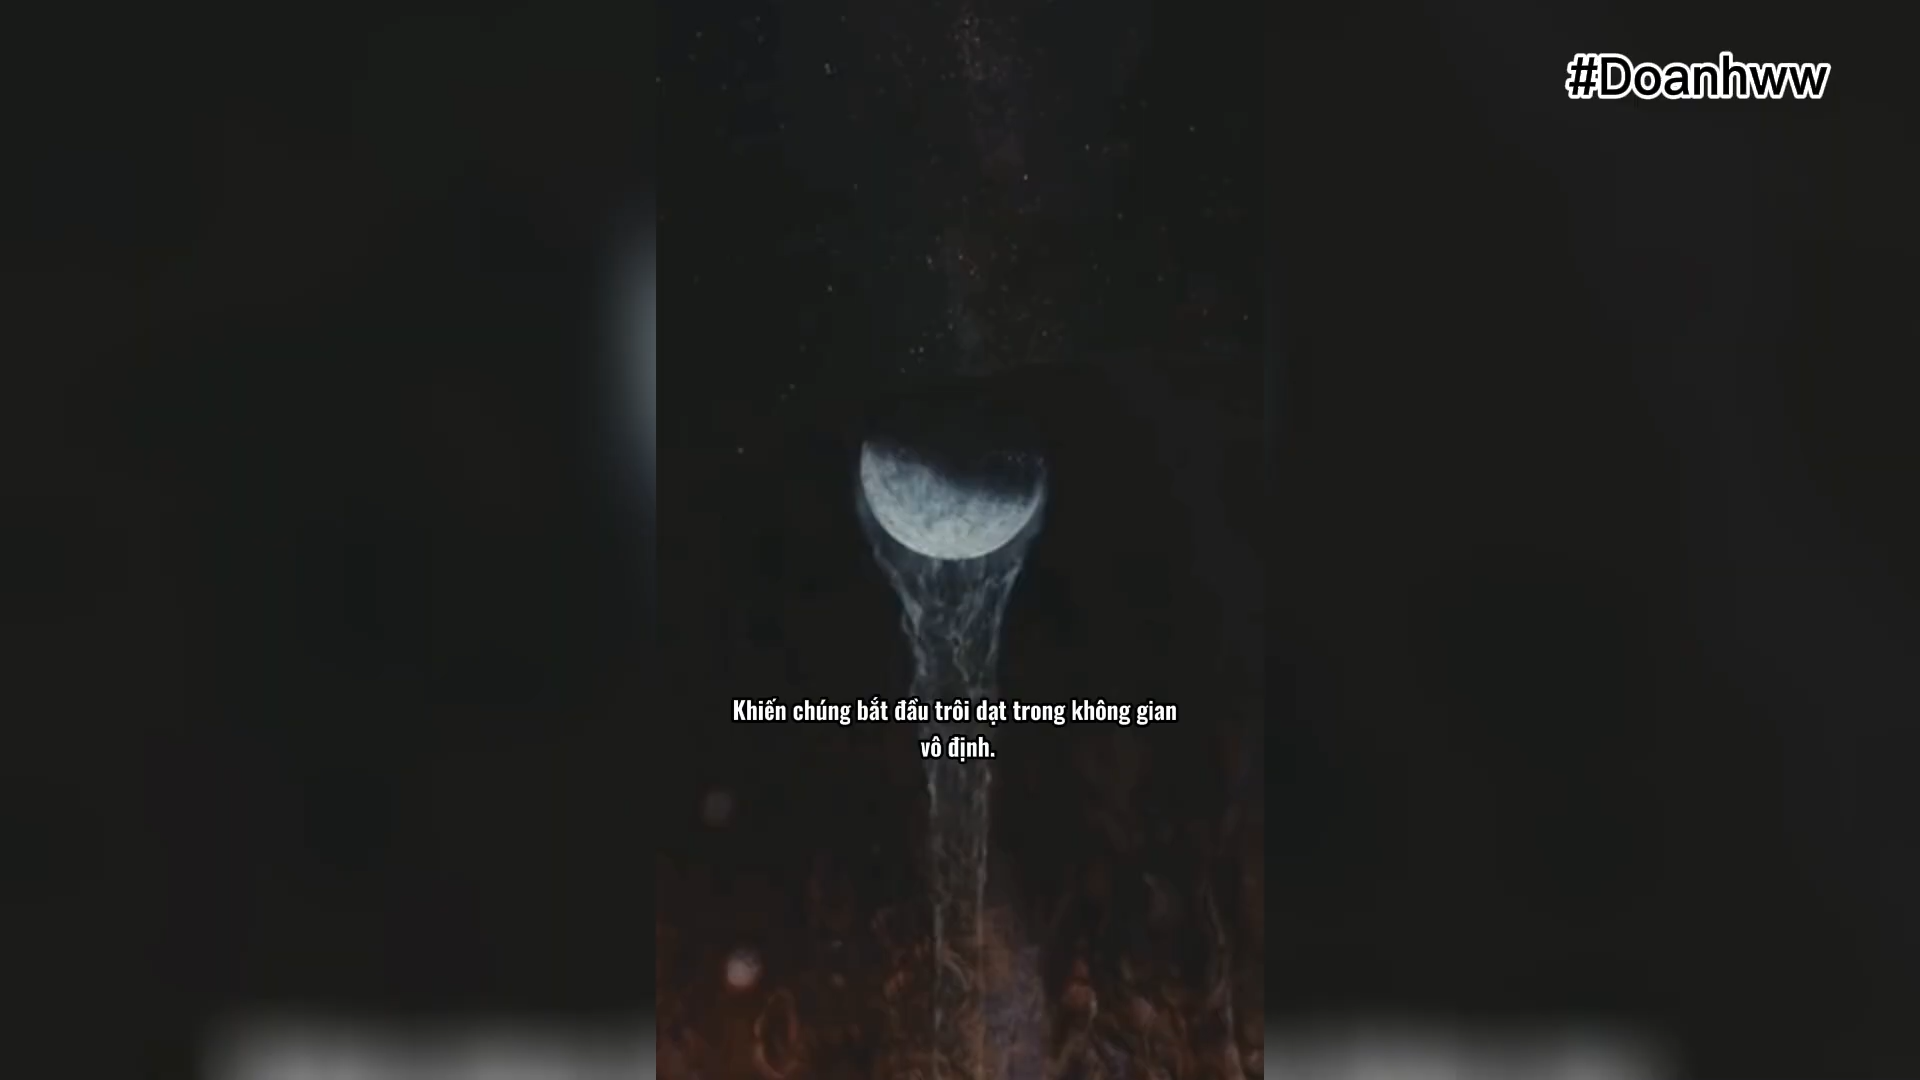 #Doanhww
Khiến chúng bắt đầu trôi dạt trong không gian
vô định.